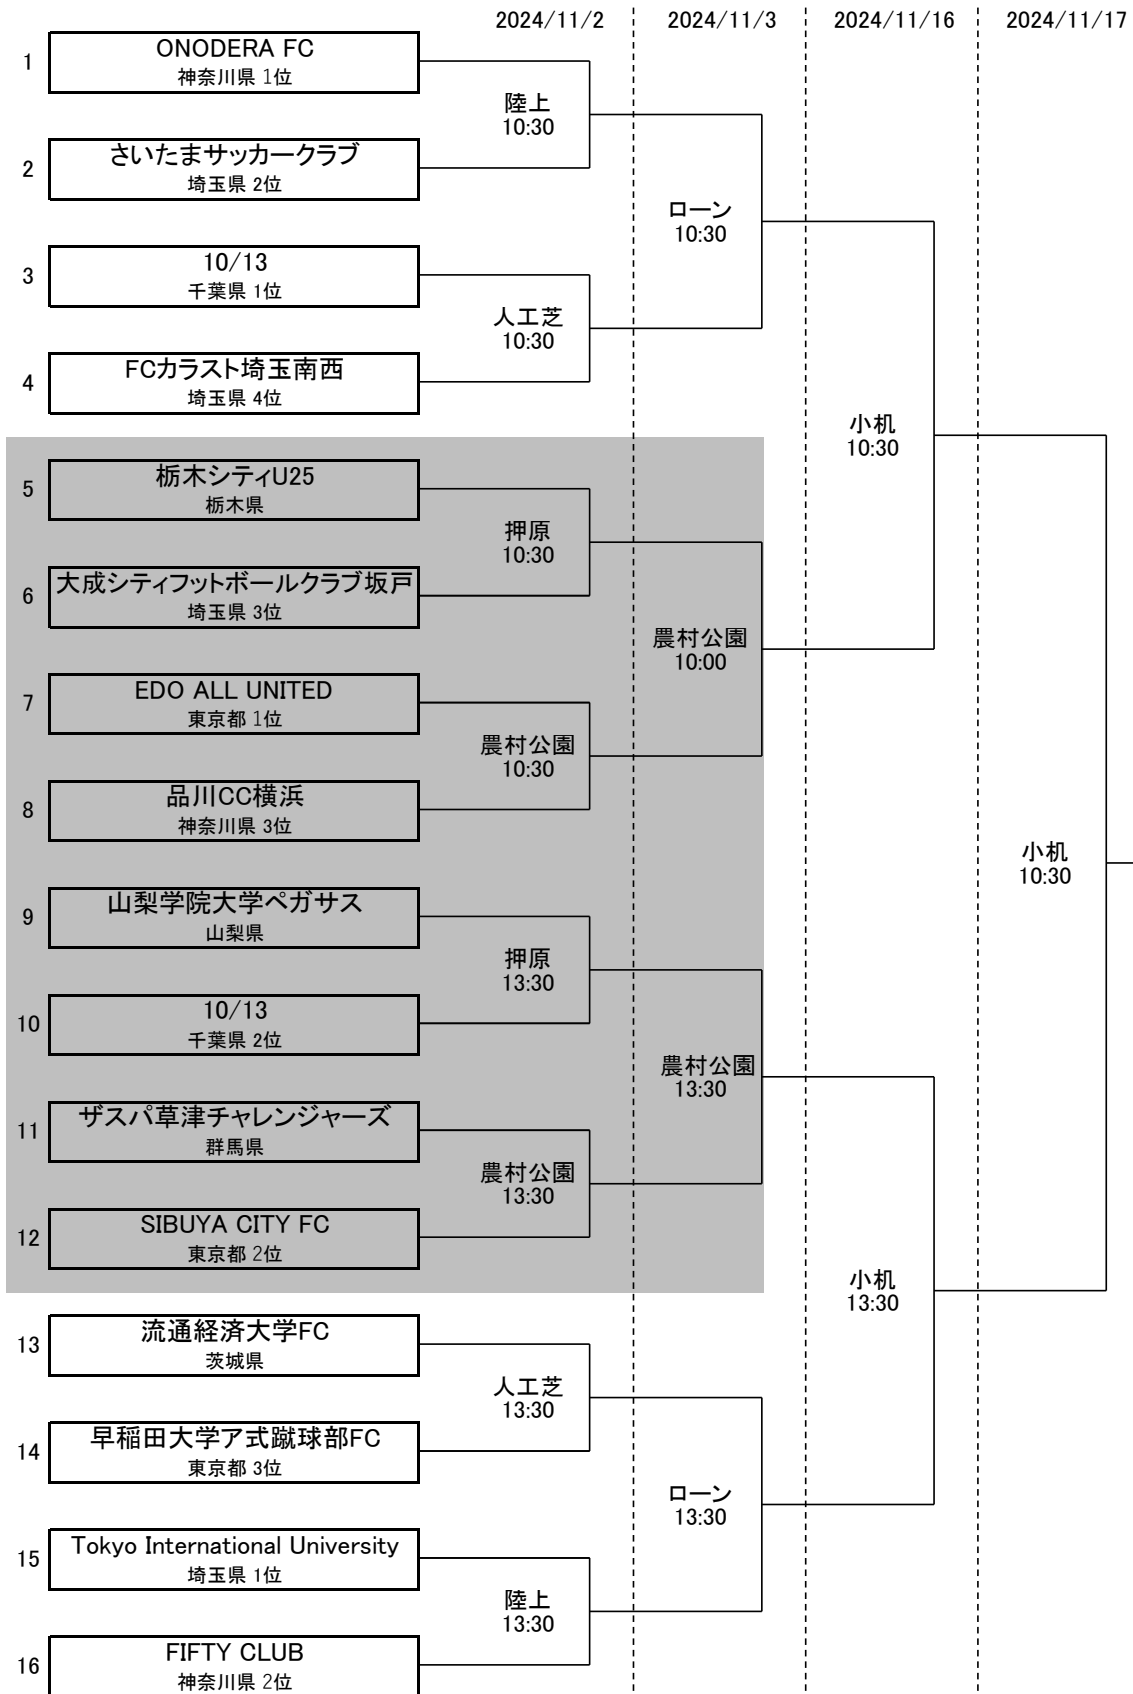 2024/11/2 2024/11/3 2024/11/16 2024/11/17
1 ONODERA FC
神奈川県 1位
陸上
10:30
2 さいたまサッカークラブ
埼玉県 2位
ローン
10:30
3 10/13
千葉県 1位
人工芝
10:30
4 FCカラスト埼玉南西
埼玉県 4位
小机
10:30
5 栃木シティU25
栃木県
押原
10:30
6 大成シティフットボールクラブ坂戸
埼玉県 3位
農村公園
10:00
7 EDO ALL UNITED
東京都 1位
農村公園
10:30
8 品川CC横浜
神奈川県 3位
小机
10:30
9 山梨学院大学ペガサス
山梨県
押原
13:30
10 10/13
千葉県 2位
農村公園
13:30
11 ザスパ草津チャレンジャーズ
群馬県
農村公園
13:30
12 SIBUYA CITY FC
東京都 2位
小机
13:30
13 流通経済大学FC
茨城県
人工芝
13:30
14 早稲田大学ア式蹴球部FC
東京都 3位
ローン
13:30
15 Tokyo International University
埼玉県 1位
陸上
13:30
16 FIFTY CLUB
神奈川県 2位